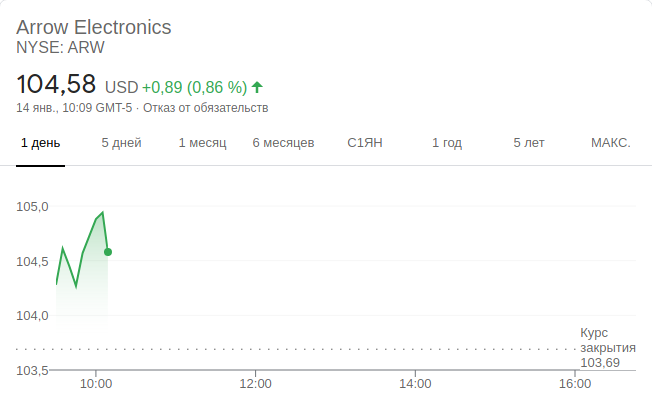 Arrow Electronics
NYSE: ARW
104,58 USD +0,89 (0,86 %)
14 янв., 10:09 GMT-5 · Отказ от обязательств
1 день 5 дней 1 месяц 6 месяцев С1ЯН 1 год 5 лет МАКС.
105,0
104,5
104,0
103,5
Курс
закрытия
103,69
10:00 12:00 14:00 16:00